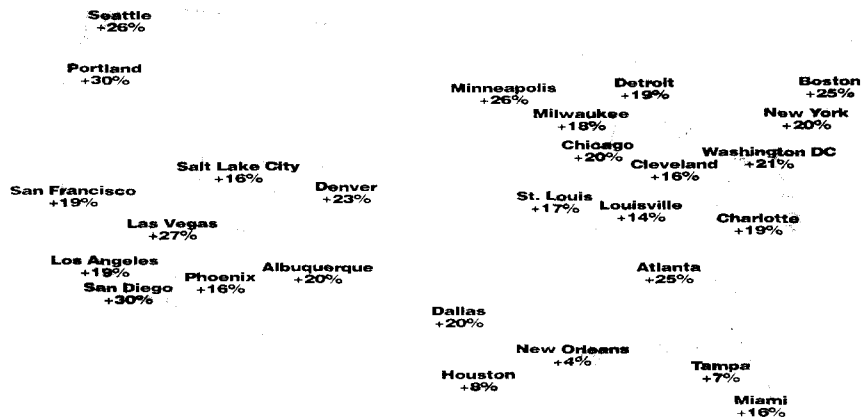 Seattle
+26%
Portland
+30%
Minneapolis
+26%
Detroit
+19%
Boston
+25%
Milwaukee
+18%
New York
+20%
Chicago
+20%
Cleveland
+16%
Washington DC
+21%
Salt Lake City
+16%
Denver
+23%
San Francisco
+19%
St. Louis
+17%
Louisville
+14%
Charlotte
+19%
Las Vegas
+27%
Los Angeles
+19%
San Diego
+30%
Phoenix
+16%
Albuquerque
+20%
Atlanta
+25%
Dallas
+20%
New Orleans
+4%
Houston
+8%
Tampa
+7%
Miami
+16%